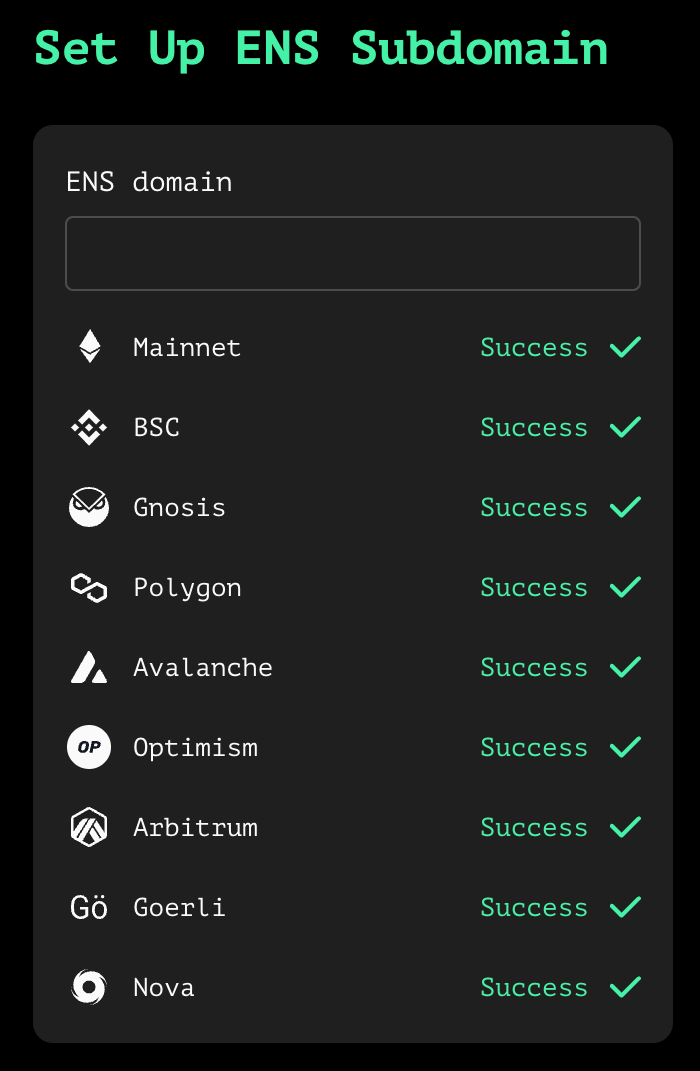 Set Up ENS Subdomain
ENS domain
Mainnet Success
BSC Success
Gnosis Success
Polygon Success
Avalanche Success
OP Optimism Success
Arbitrum Success
Gö Goerli Success
Nova Success